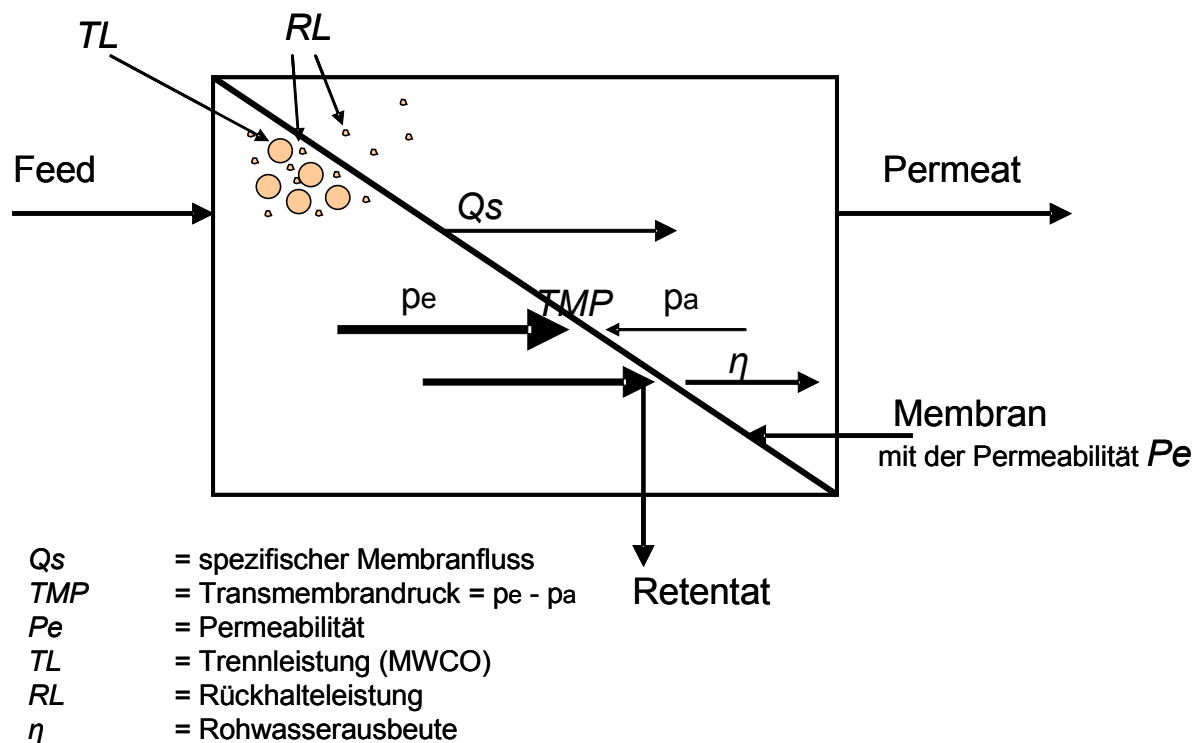 TL
RL
Feed
Permeat
Qs
pe
TMP
pa
η
Membran
mit der Permeabilität Pe
Retentat
Qs = spezifischer Membranfluss
TMP = Transmembrandruck = pe - pa
Pe = Permeabilität
TL = Trennleistung (MWCO)
RL = Rückhalteleistung
η = Rohwasserausbeute